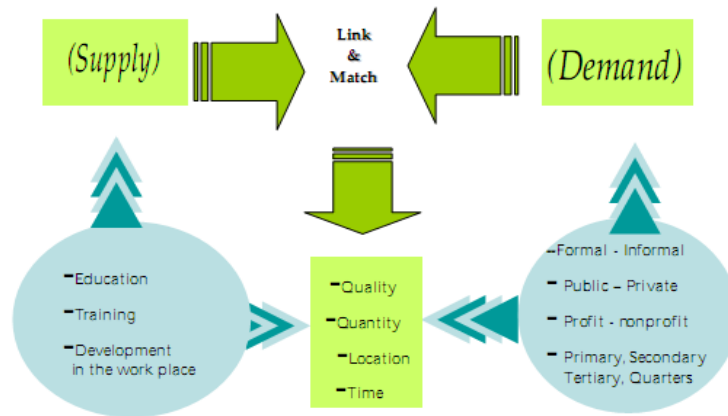 (Supply)
Link
&
Match
(Demand)
-Education
-Training
-Development
in the work place
-Quality
-Quantity
-Location
-Time
--Formal - Informal
- Public – Private
- Profit - nonprofit
- Primary, Secondary
Tertiary, Quarters